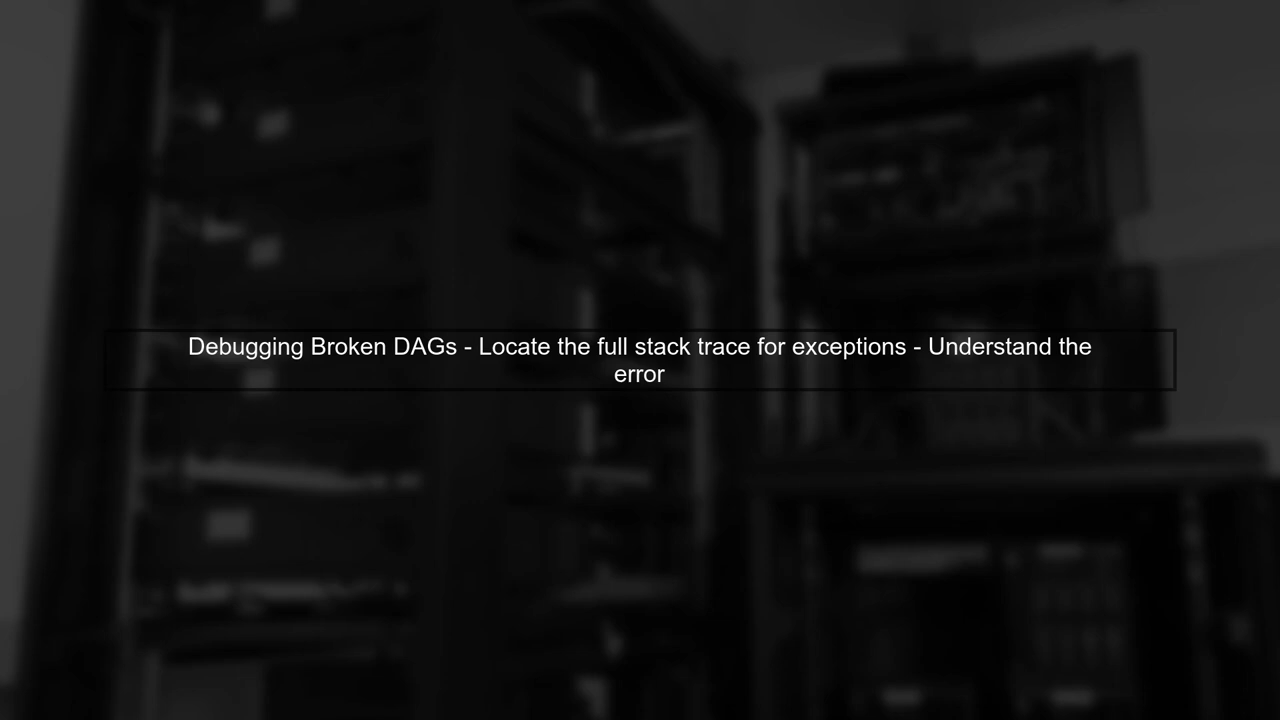 Debugging Broken DAGs - Locate the full stack trace for exceptions - Understand the
error